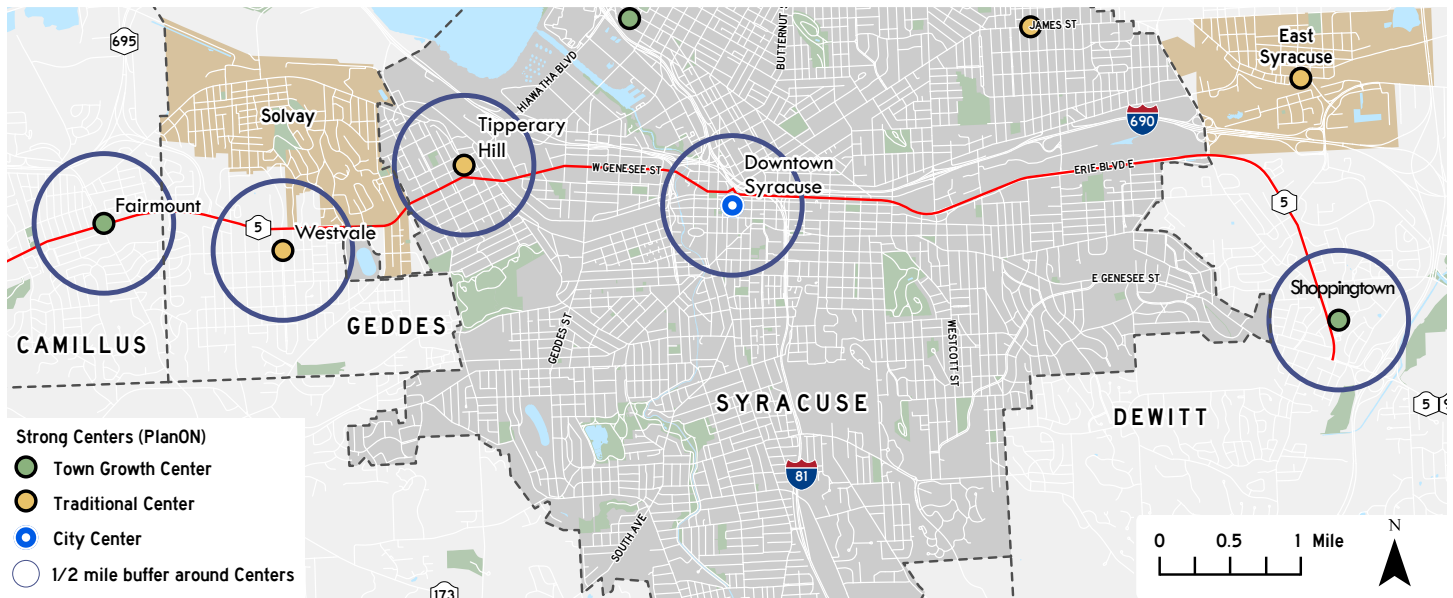 695
BUTTERNUT
JAMES ST
East
Syracuse
HIAWATHA BLVD
Solvay
690
Tipperary
Hill
W GENESEE ST
Downtown
Syracuse
ERIE BLVD E
Fairmount
5
5
Westvale
E GENESEE ST
Shoppingtown
GEDDES
CAMILLUS
GEDDES ST
WESTCOTT ST
SYRACUSE
DEWITT
5
Strong Centers (PlanON)
Town Growth Center
Traditional Center
City Center
1/2 mile buffer around Centers
81
SOUTH AVE
173
0 0.5 1 Mile
N